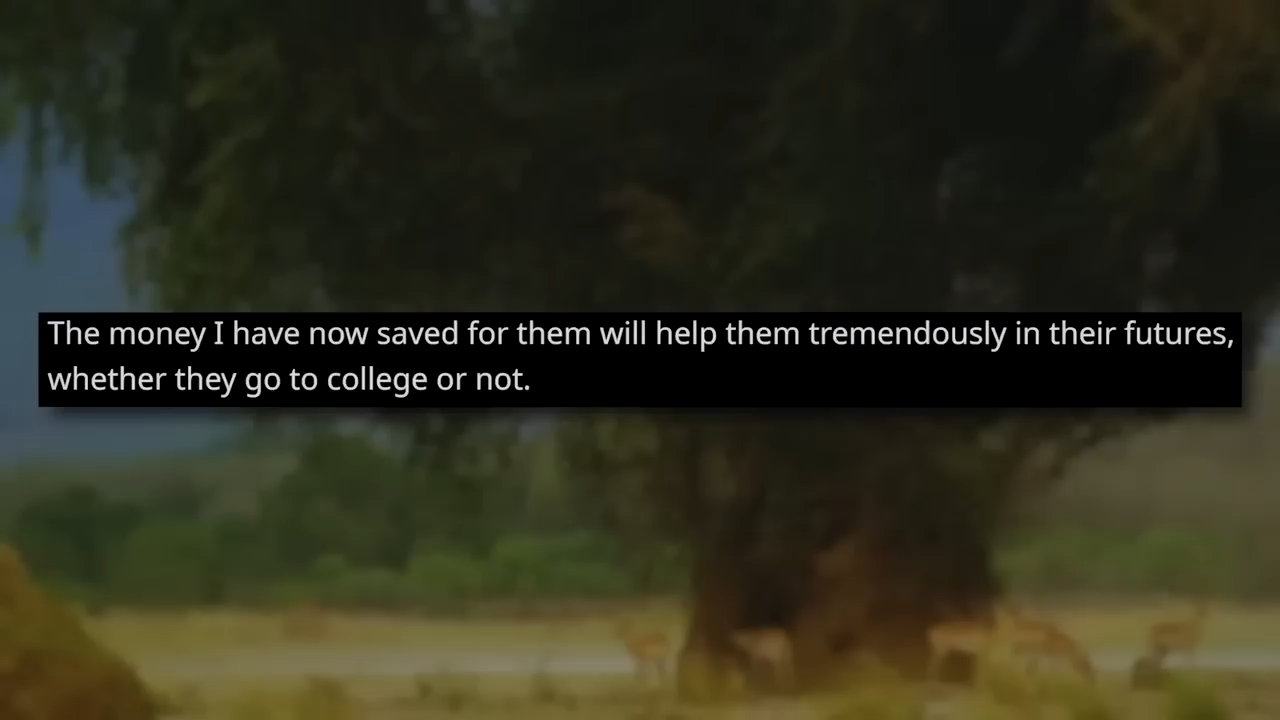 The money I have now saved for them will help them tremendously in their futures,
whether they go to college or not.